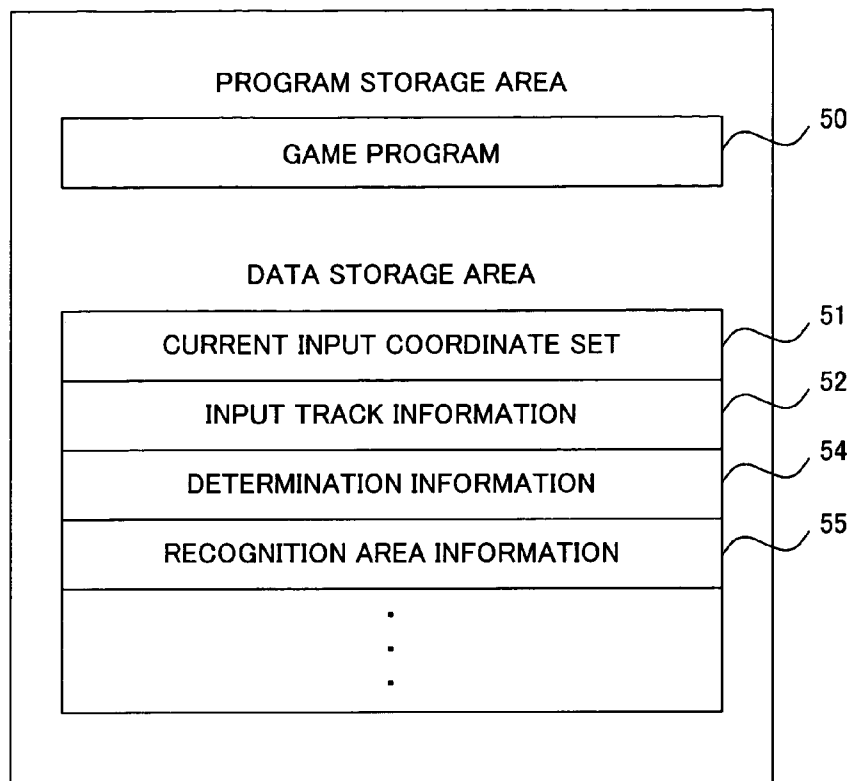 PROGRAM STORAGE AREA
GAME PROGRAM
50
DATA STORAGE AREA
CURRENT INPUT COORDINATE SET
51
INPUT TRACK INFORMATION
52
DETERMINATION INFORMATION
54
RECOGNITION AREA INFORMATION
55